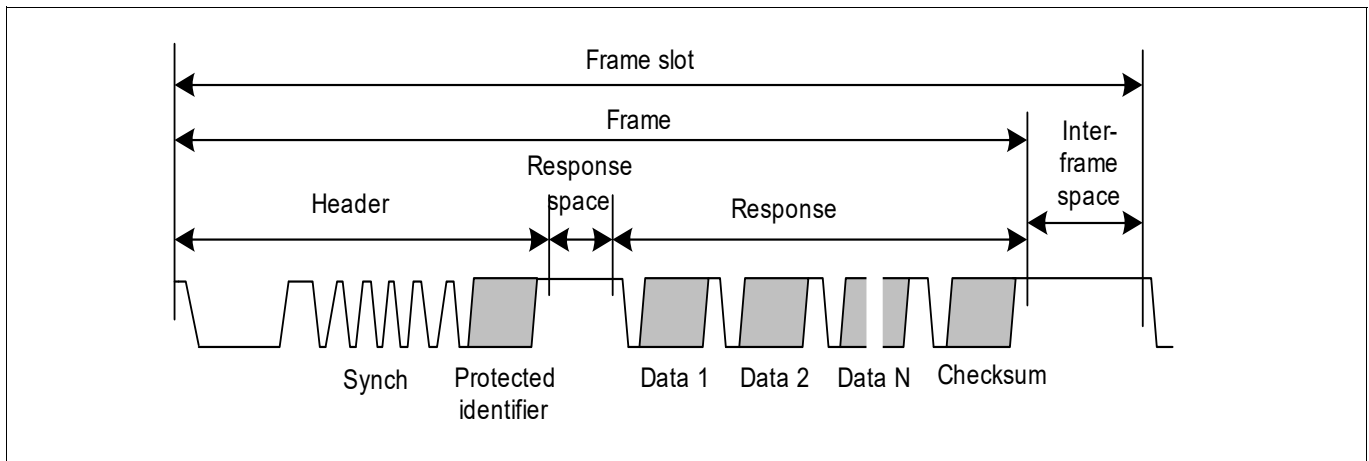 Frame slot
Frame
Inter-
frame
space
Response
space
Header
Response
Synch
Protected
identifier
Data 1
Data 2
Data N
Checksum